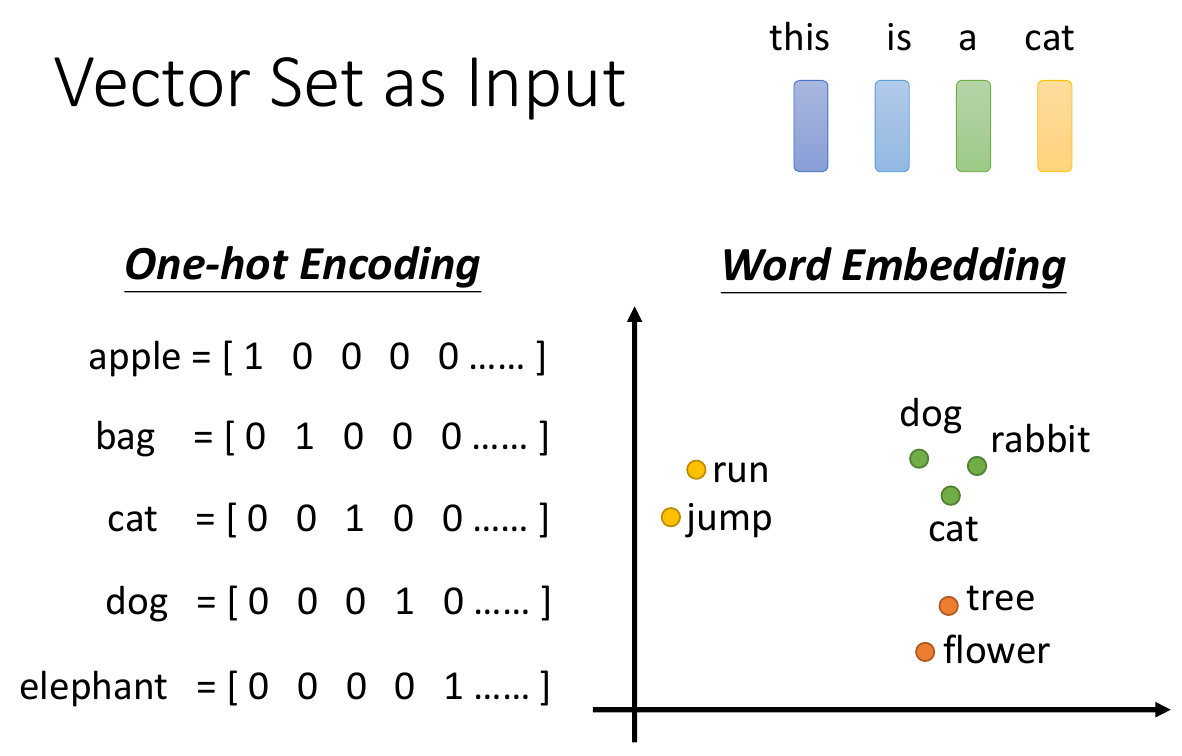 Vector Set as Input
this is a cat
One-hot Encoding
apple = [ 1 0 0 0 0 …… ]
bag = [ 0 1 0 0 0 …… ]
cat = [ 0 0 1 0 0 …… ]
dog = [ 0 0 0 1 0 …… ]
elephant = [ 0 0 0 0 1 …… ]
Word Embedding
dog
rabbit
run
jump
cat
tree
flower